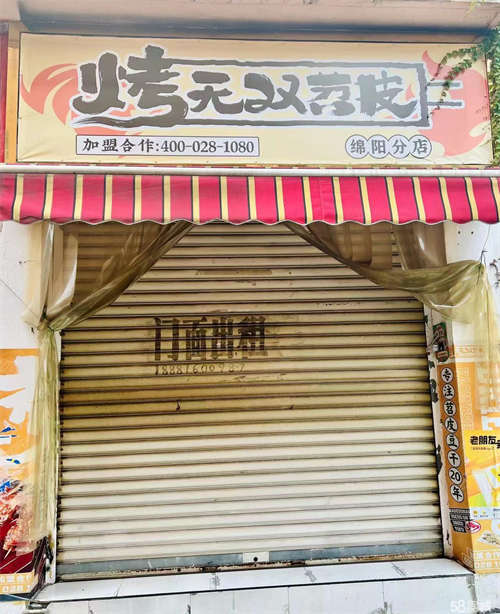 烤无双苕皮
加盟合作:400-028-1080
绵阳分店
门面出租
专注苕皮豆干20年
老朋友